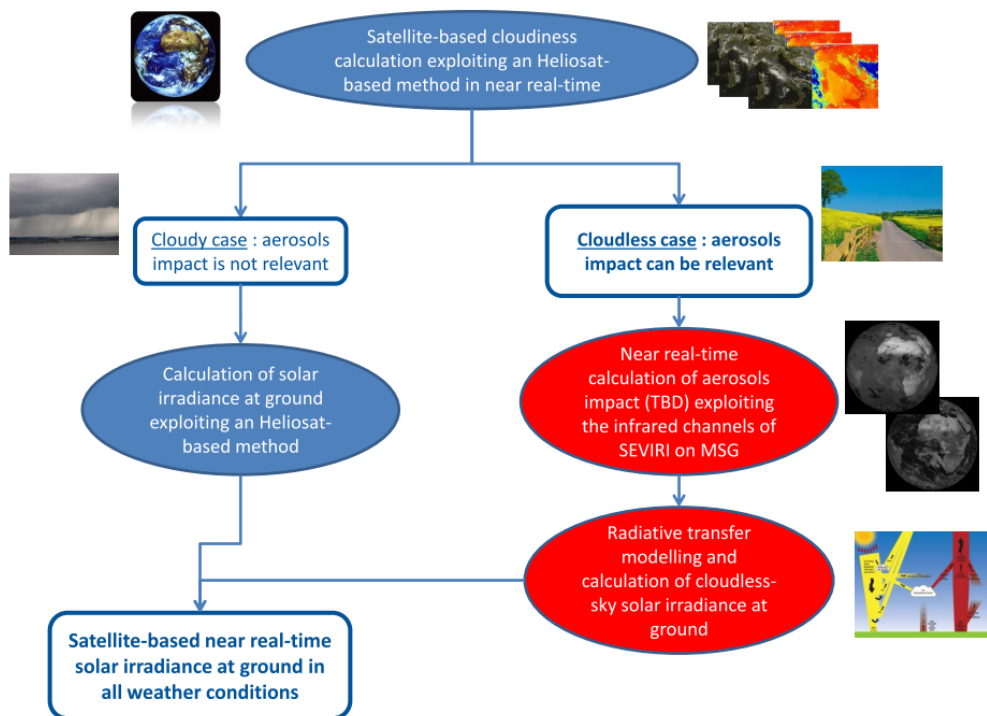 Satellite-based cloudiness
calculation exploiting an Heliosat-
based method in near real-time
Cloudy case : aerosols
impact is not relevant
Cloudless case : aerosols
impact can be relevant
Calculation of solar
irradiance at ground
exploiting an Heliosat-
based method
Near real-time
calculation of aerosols
impact (TBD) exploiting
the infrared channels of
SEVIRI on MSG
Radiative transfer
modelling and
calculation of cloudless-
sky solar irradiance at
ground
Satellite-based near real-time
solar irradiance at ground in
all weather conditions